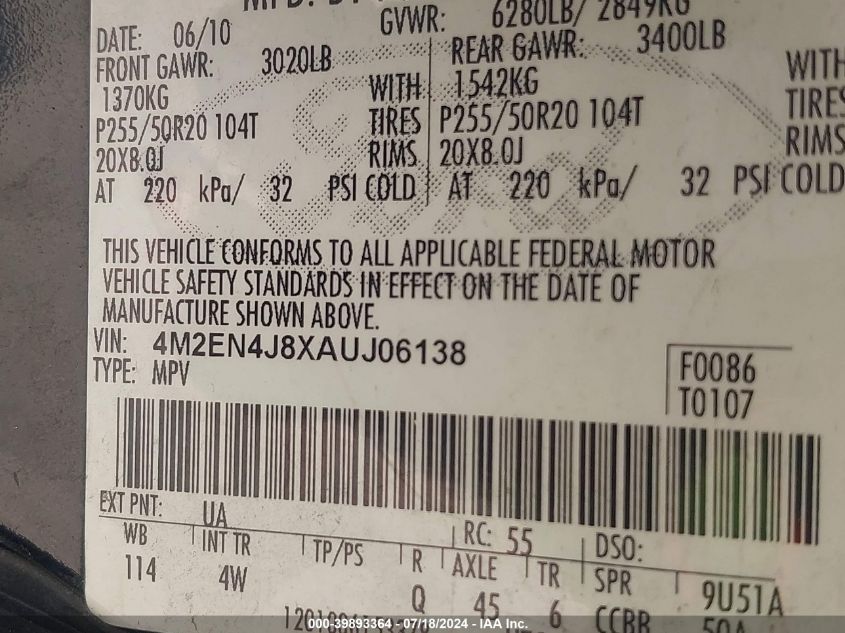 MFD. BY
GVWR: 6280LB/ 2849KG
DATE: 06/10
FRONT GAWR: 3020LB
REAR GAWR: 3400LB
1370KG WITH 1542KG WITH
P255/50R20 104T TIRES P255/50R20 104T TIRES
20X8.0J RIMS 20X8.0J RIMS
AT 220 kPa/ 32 PSI COLD AT 220 kPa/ 32 PSI COLD
THIS VEHICLE CONFORMS TO ALL APPLICABLE FEDERAL MOTOR
VEHICLE SAFETY STANDARDS IN EFFECT ON THE DATE OF
MANUFACTURE SHOWN ABOVE.
VIN: 4M2EN4J8XAUJ06138
TYPE: MPV
F0086
T0107
EXT PNT: UA RC: 55 DSO:
WB INT TR TP/PS R AXLE TR SPR 9U51A
114 4W Q 45 6 CCBR 50A
000-39893364 - 07/18/2024 - IAA Inc.